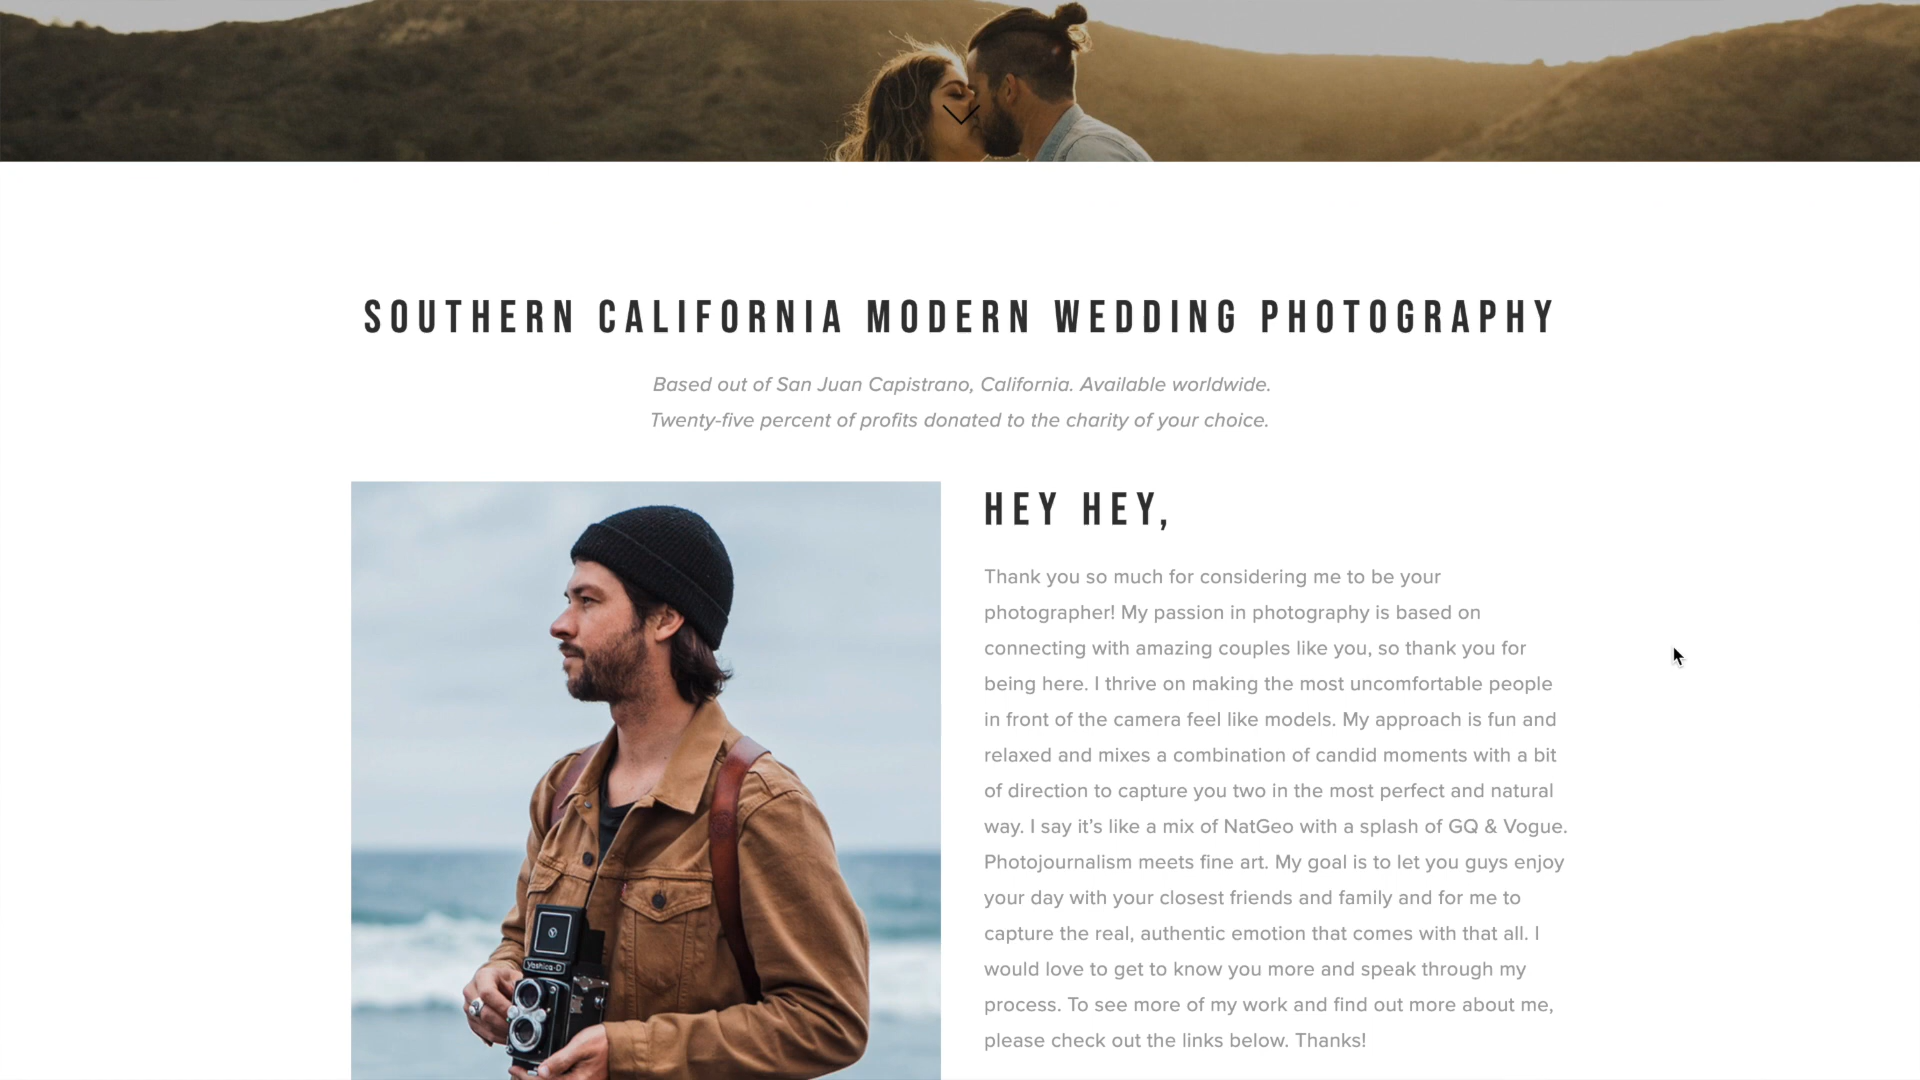 SOUTHERN CALIFORNIA MODERN WEDDING PHOTOGRAPHY
Based out of San Juan Capistrano, California. Available worldwide.
Twenty-five percent of profits donated to the charity of your choice.
HEY HEY,
Thank you so much for considering me to be your
photographer! My passion in photography is based on
connecting with amazing couples like you, so thank you for
being here. I thrive on making the most uncomfortable people
in front of the camera feel like models. My approach is fun and
relaxed and mixes a combination of candid moments with a bit
of direction to capture you two in the most perfect and natural
way. I say it’s like a mix of NatGeo with a splash of GQ & Vogue.
Photojournalism meets fine art. My goal is to let you guys enjoy
your day with your closest friends and family and for me to
capture the real, authentic emotion that comes with that all. I
would love to get to know you more and speak through my
process. To see more of my work and find out more about me,
please check out the links below. Thanks!
Y
Yashica-D